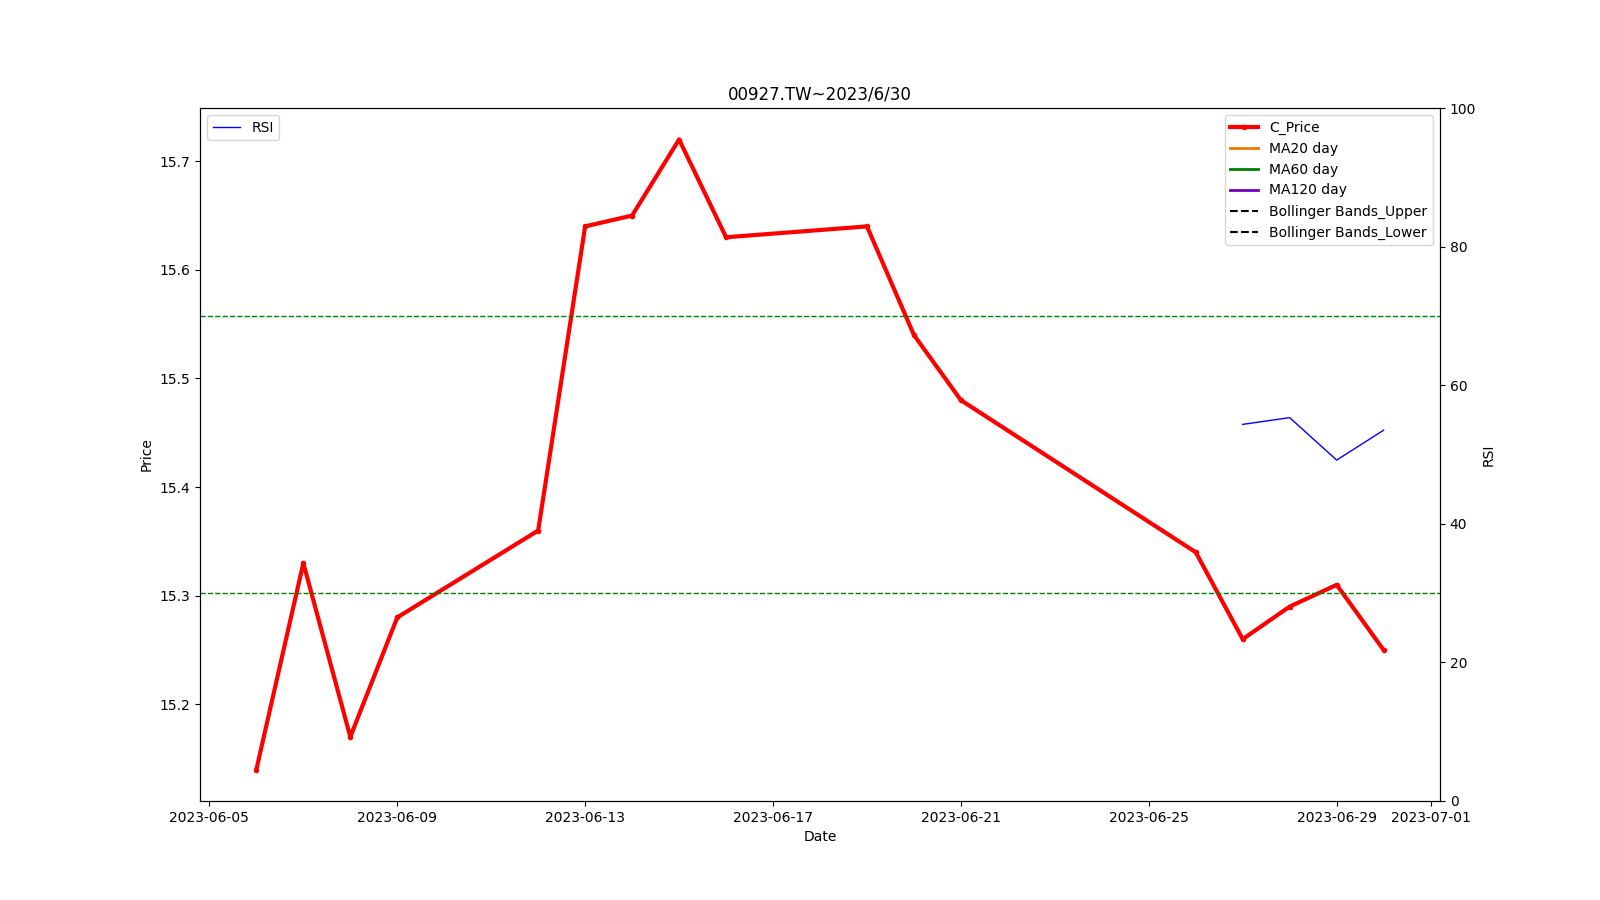 00927.TW~2023/6/30
RSI
C_Price
MA20 day
MA60 day
MA120 day
Bollinger Bands_Upper
Bollinger Bands_Lower
15.7
15.6
15.5
15.4
15.3
15.2
Price
100
80
60
40
20
0
RSI
2023-06-05
2023-06-09
2023-06-13
2023-06-17
2023-06-21
2023-06-25
2023-06-29
2023-07-01
Date